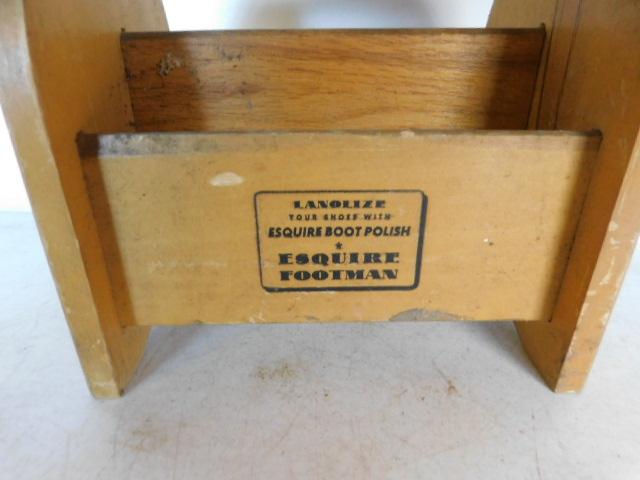 LANOLIZE
YOUR SHOES WITH
ESQUIRE BOOT POLISH
★
ESQUIRE
FOOTMAN